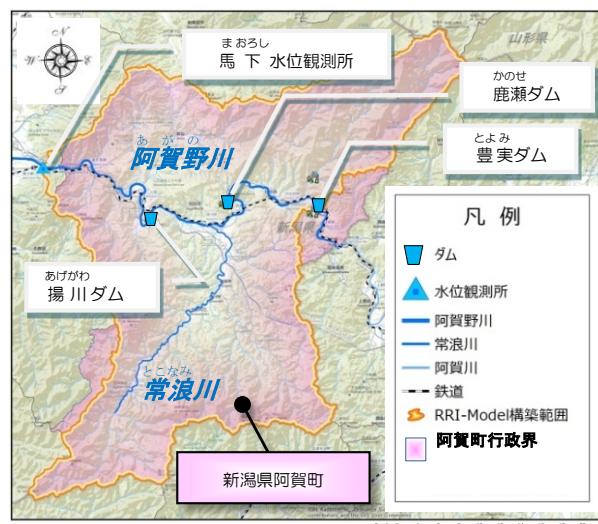 N
W
E
S
まおろし
馬下 水位観測所
山形県
かのせ
鹿瀬ダム
とよみ
豊実ダム
あがの
阿賀野川
新潟県
あげがわ
揚川ダム
とこなみ
常浪川
新潟県阿賀町
凡例
ダム
水位観測所
阿賀野川
常浪川
阿賀川
鉄道
RRI-Model構築範囲
阿賀町行政界